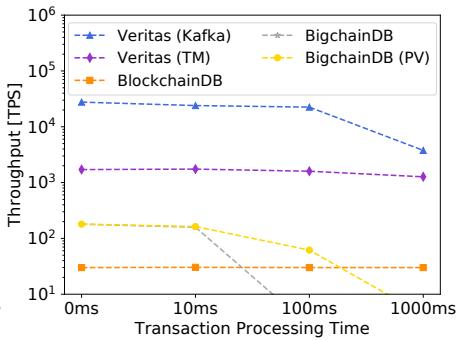 Throughput [TPS]
10^6
10^5
10^4
10^3
10^2
10^1
Veritas (Kafka)
Veritas (TM)
BlockchainDB
BigchainDB
BigchainDB (PV)
0ms 10ms 100ms 1000ms
Transaction Processing Time